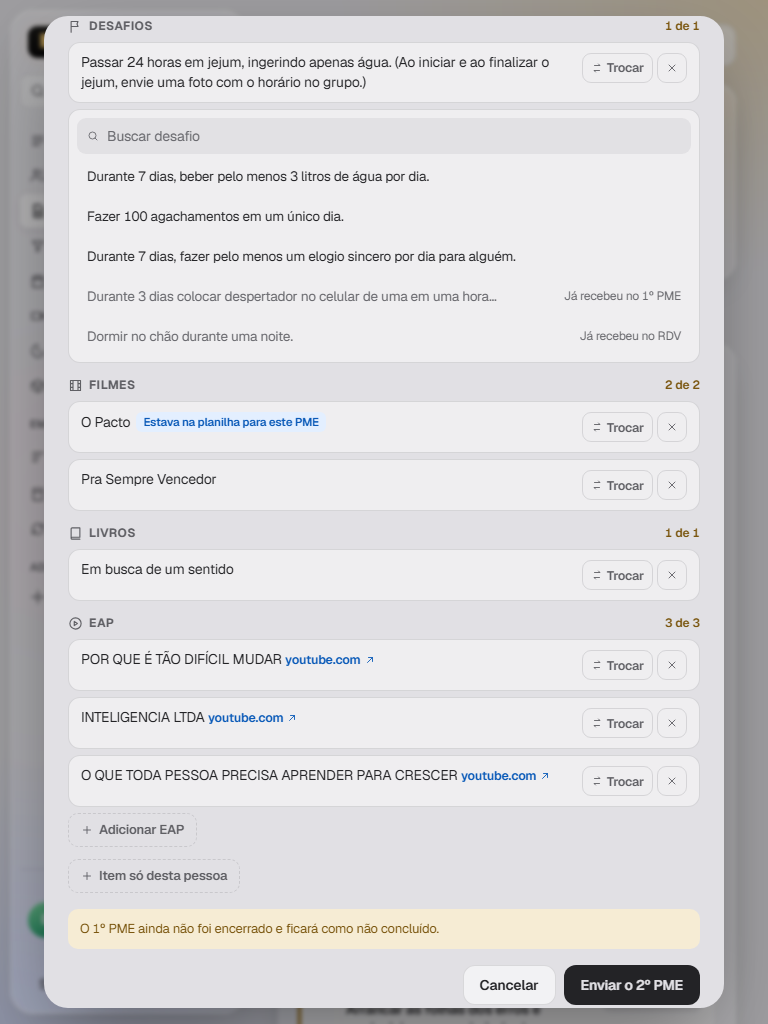 DESAFIOS 1 de 1
Passar 24 horas em jejum, ingerindo apenas água. (Ao iniciar e ao finalizar o
jejum, envie uma foto com o horário no grupo.)
Trocar
Buscar desafio
Durante 7 dias, beber pelo menos 3 litros de água por dia.
Fazer 100 agachamentos em um único dia.
Durante 7 dias, fazer pelo menos um elogio sincero por dia para alguém.
Durante 3 dias colocar despertador no celular de uma em uma hora… Já recebeu no 1º PME
Dormir no chão durante uma noite. Já recebeu no RDV
FILMES 2 de 2
O Pacto Estava na planilha para este PME Trocar
Pra Sempre Vencedor Trocar
LIVROS 1 de 1
Em busca de um sentido Trocar
EAP 3 de 3
POR QUE É TÃO DIFÍCIL MUDAR youtube.com Trocar
INTELIGENCIA LTDA youtube.com Trocar
O QUE TODA PESSOA PRECISA APRENDER PARA CRESCER youtube.com Trocar
Adicionar EAP
Item só desta pessoa
O 1º PME ainda não foi encerrado e ficará como não concluído.
Cancelar Enviar o 2º PME